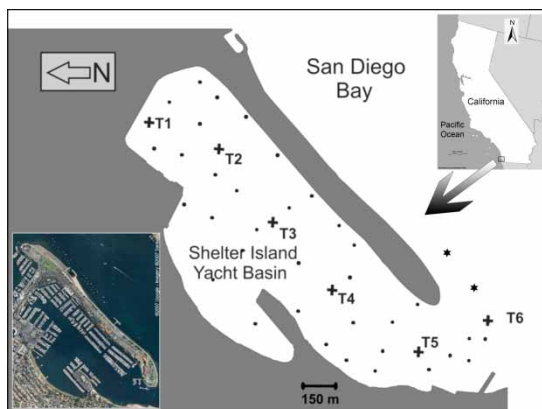 N
San Diego
Bay
N
California
Pacific
Ocean
T1
T2
T3
Shelter Island
Yacht Basin
T4
T5
T6
150 m